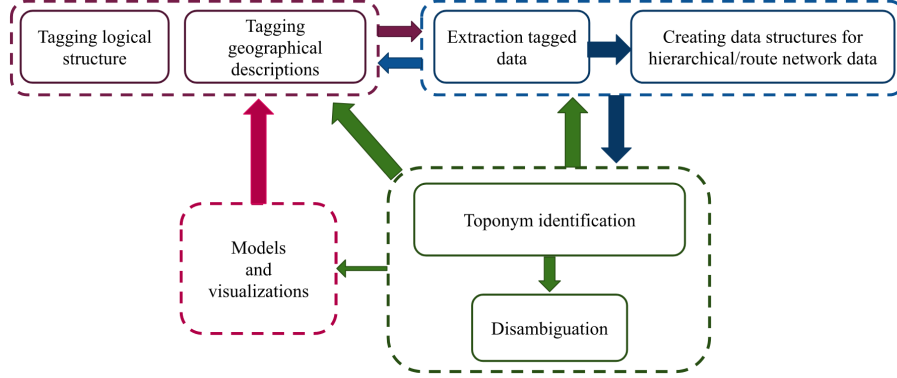 Tagging logical
structure
Tagging
geographical
descriptions
Extraction tagged
data
Creating data structures for
hierarchical/route network data
Toponym identification
Models
and
visualizations
Disambiguation